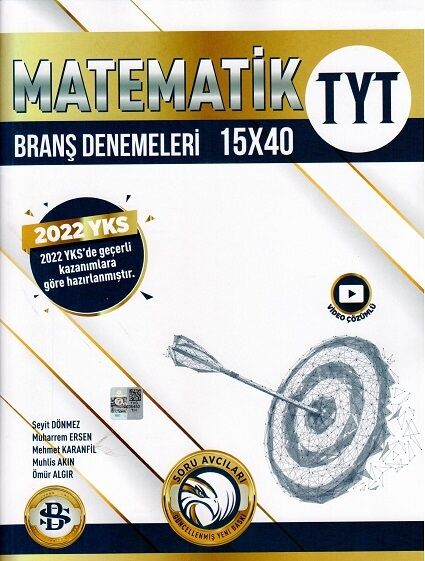 MATEMATİK
TYT
BRANŞ DENEMELERİ 15X40
2022 YKS
2022 YKS'de geçerli
kazanımlara
göre hazırlanmıştır.
VİDEO ÇÖZÜMLÜ
Seyit DÖNMEZ
Muharrem ERSEN
Mehmet KARANFİL
Muhlis AKIN
Ömür ALGIR
SORU AVCILARI
GÜNCELLENMİŞ YENİ BASKI